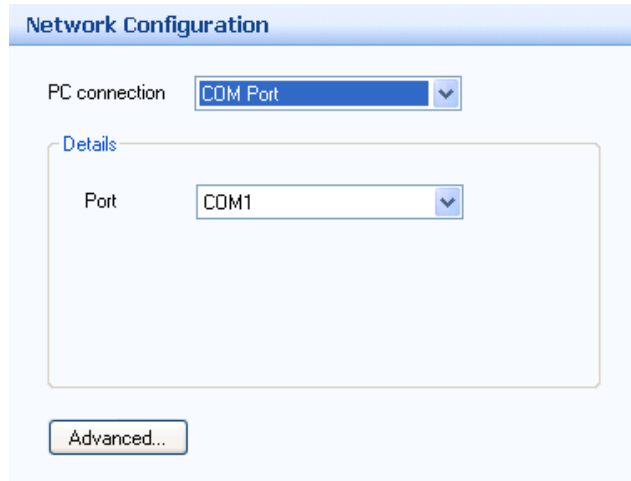 Network Configuration
PC connection COM Port
Details
Port COM1
Advanced...